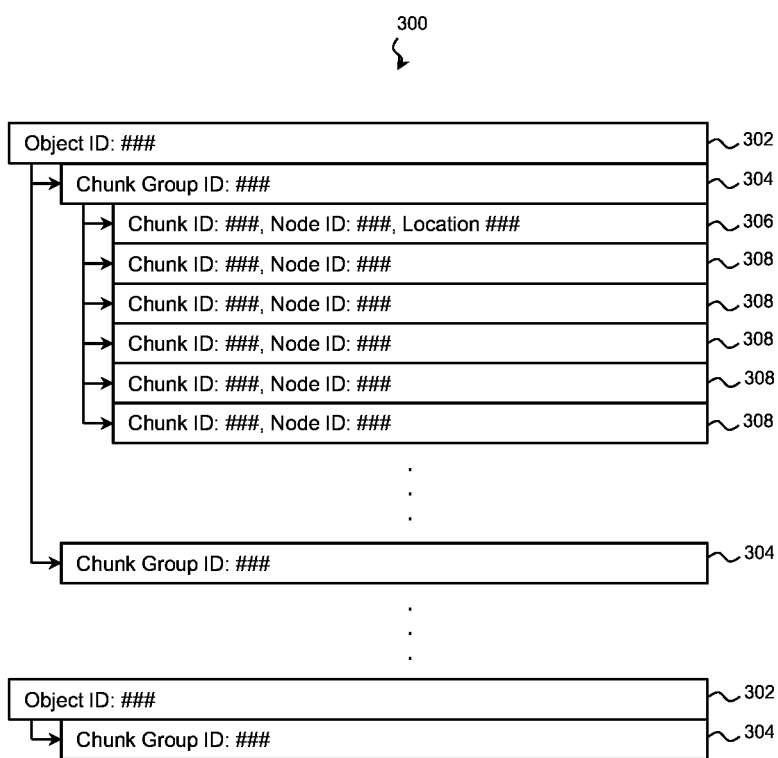 300
Object ID: ### 302
Chunk Group ID: ### 304
Chunk ID: ###, Node ID: ###, Location ### 306
Chunk ID: ###, Node ID: ### 308
Chunk ID: ###, Node ID: ### 308
Chunk ID: ###, Node ID: ### 308
Chunk ID: ###, Node ID: ### 308
Chunk ID: ###, Node ID: ### 308
Chunk Group ID: ### 304
Object ID: ### 302
Chunk Group ID: ### 304